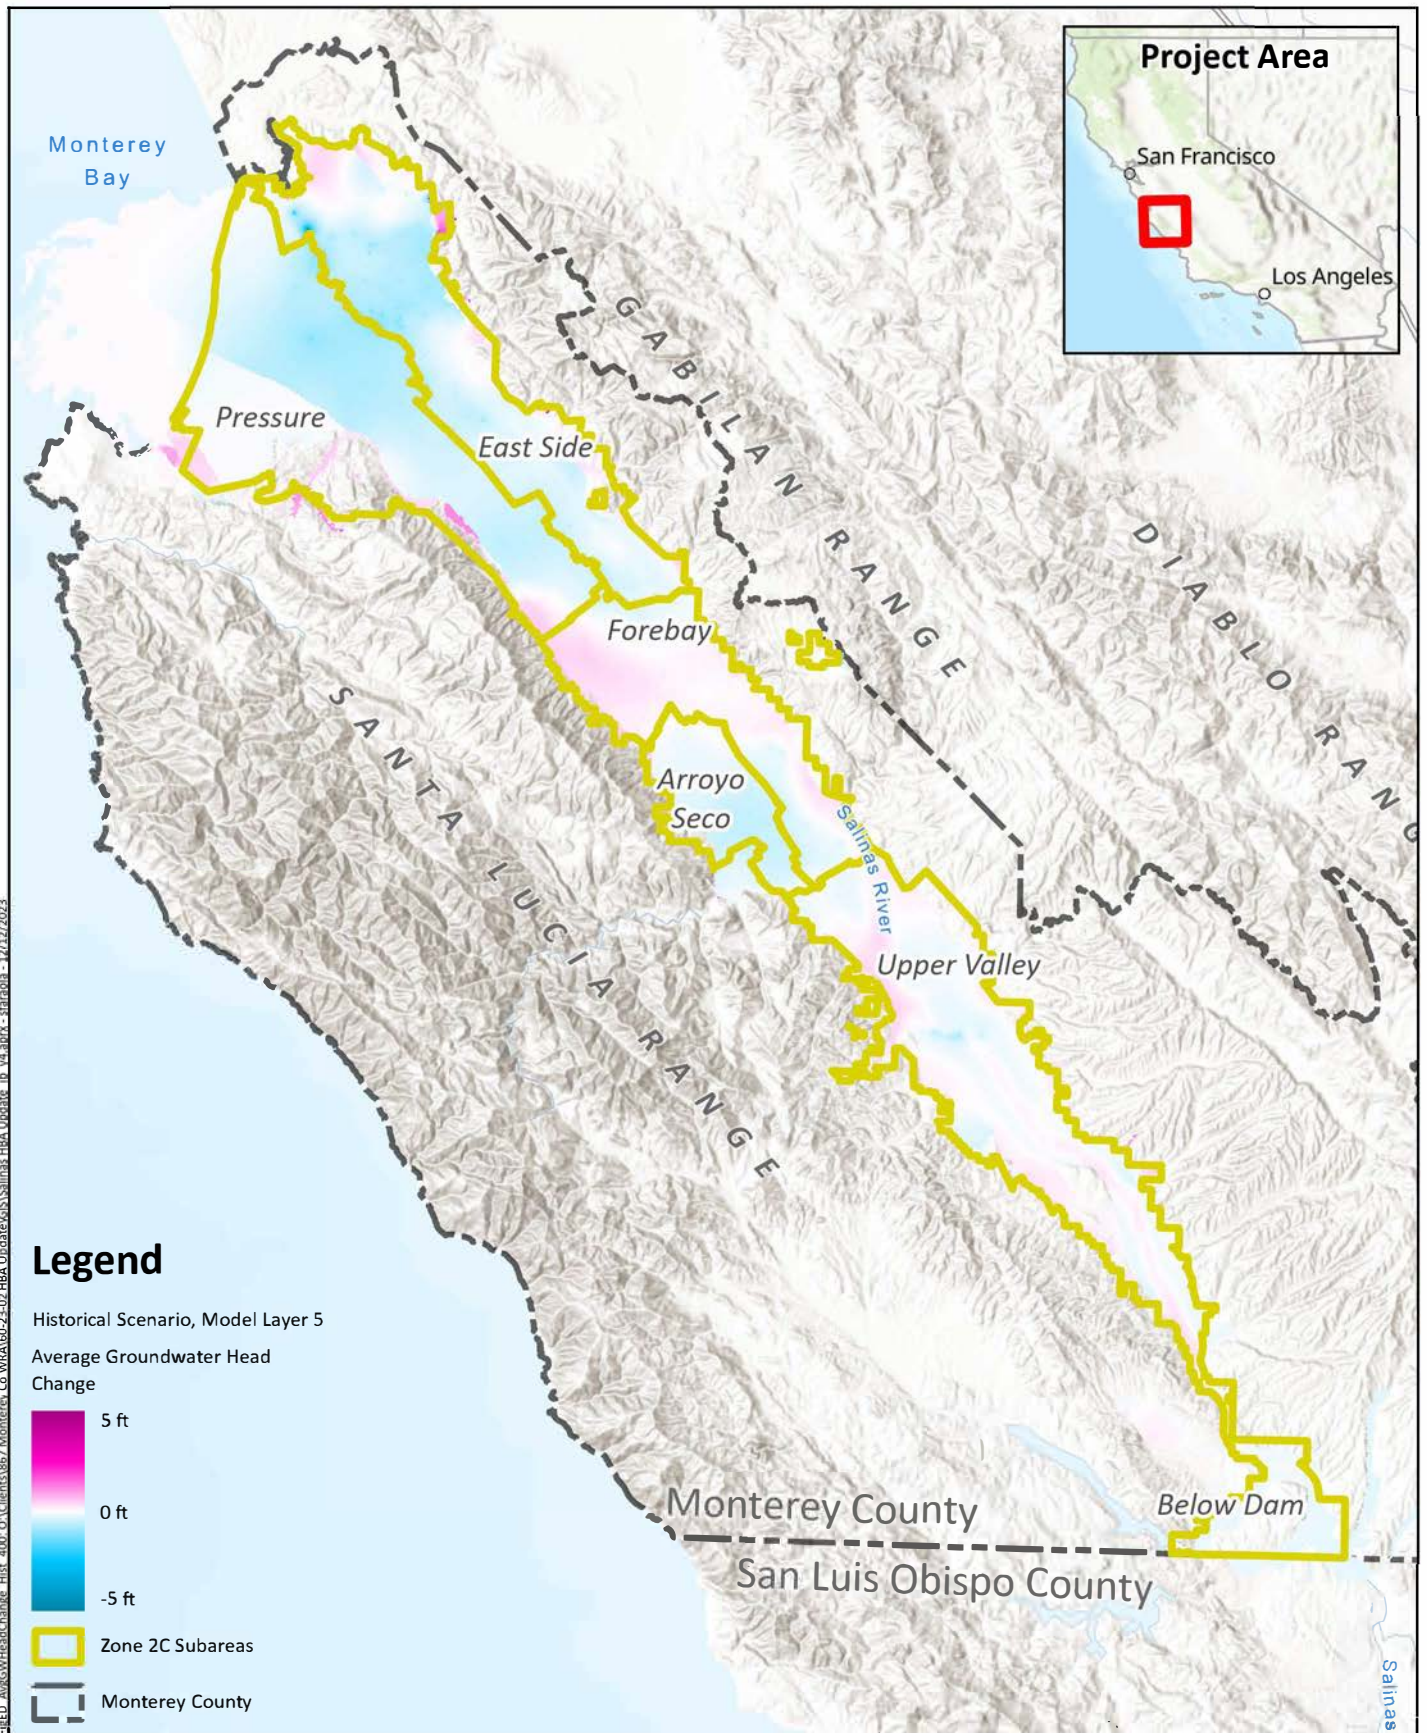 Project Area
San Francisco
Los Angeles
Monterey
Bay
GABILAN RANGE
DIABLO RANG
Pressure
East Side
Forebay
Arroyo
Seco
Salinas River
SANTA LUCIA RANGE
Upper Valley
Below Dam
Monterey County
San Luis Obispo County
Salinas
Legend
Historical Scenario, Model Layer 5
Average Groundwater Head
Change
5 ft
0 ft
-5 ft
Zone 2C Subareas
Monterey County